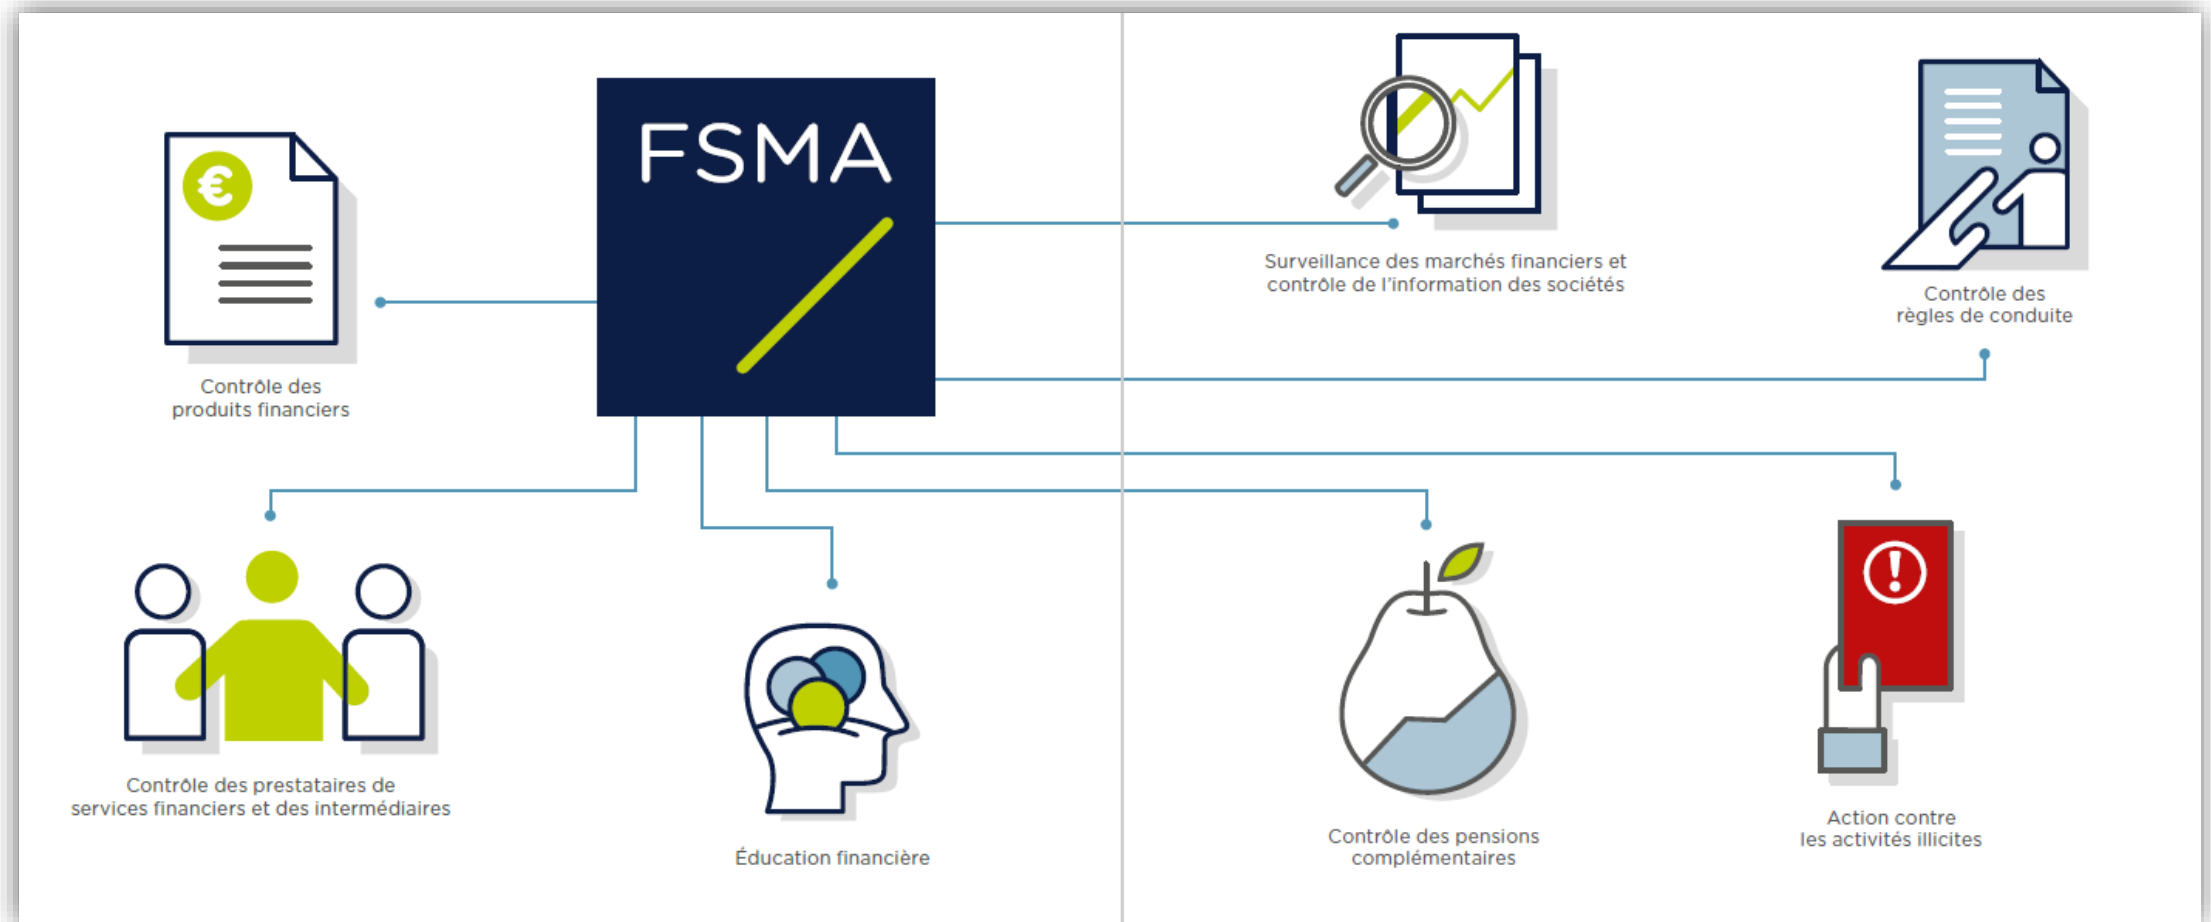 FSMA
€
Contrôle des
produits financiers
Surveillance des marchés financiers et
contrôle de l'information des sociétés
Contrôle des
règles de conduite
Contrôle des prestataires de
services financiers et des intermédiaires
Éducation financière
Contrôle des pensions
complémentaires
!
Action contre
les activités illicites